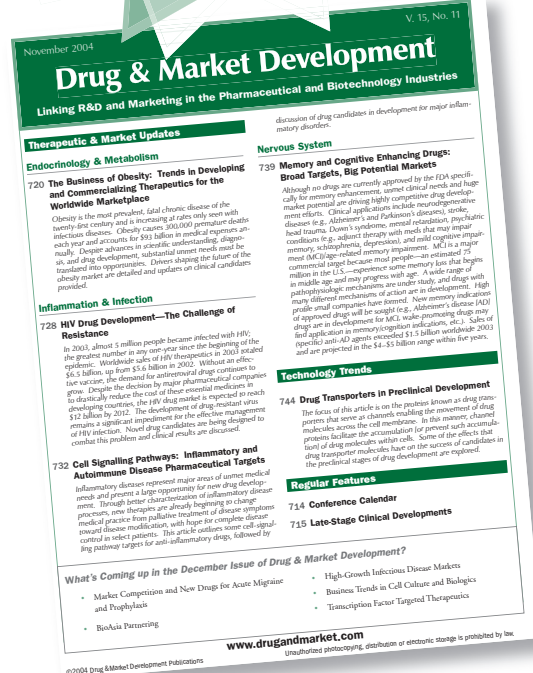 November 2004
V. 15, No. 11
Drug & Market Development
Linking R&D and Marketing in the Pharmaceutical and Biotechnology Industries
Therapeutic & Market Updates
Endocrinology & Metabolism
720 The Business of Obesity: Trends in Developing
and Commercializing Therapeutics for the
Worldwide Marketplace
Obesity is the most prevalent, fatal chronic disease of the
twenty-first century and is increasing at rates only seen with
infectious diseases. Obesity causes 300,000 premature deaths
each year and accounts for $93 billion in medical expenses an-
nually. Despite advances in scientific understanding, diagno-
sis, and drug development, substantial unmet needs must be
translated into opportunities. Drivers shaping the future of the
obesity market are detailed and updates on clinical candidates
provided.
Inflammation & Infection
728 HIV Drug Development—The Challenge of
Resistance
In 2003, almost 5 million people became infected with HIV;
the greatest number in any one-year since the beginning of the
epidemic. Worldwide sales of HIV therapeutics in 2003 totaled
$6.5 billion, up from $5.6 billion in 2002. Without an effec-
tive vaccine, the demand for antiretroviral drugs continues to
grow. Despite the decision by major pharmaceutical companies
to drastically reduce the cost of these essential medicines in
developing countries, the HIV drug market is expected to reach
$12 billion by 2012. The development of drug-resistant virus
remains a significant impediment for the effective management
of HIV infection. Novel drug candidates are being designed to
combat this problem and clinical results are discussed.
732 Cell Signalling Pathways: Inflammatory and
Autoimmune Disease Pharmaceutical Targets
Inflammatory diseases represent major areas of unmet medical
needs and present a large opportunity for new drug develop-
ment. Through better characterization of inflammatory disease
processes, new therapies are already beginning to change
medical practice from palliative treatment of disease symptoms
toward disease modification, with hope for complete disease
control in select patients. This article outlines some cell-signal-
ling pathway targets for anti-inflammatory drugs, followed by
discussion of drug candidates in development for major inflam-
matory disorders.
Nervous System
739 Memory and Cognitive Enhancing Drugs:
Broad Targets, Big Potential Markets
Although no drugs are currently approved by the FDA specifi-
cally for memory enhancement, unmet clinical needs and huge
market potential are driving highly competitive drug develop-
ment efforts. Clinical applications include neurodegenerative
diseases (e.g., Alzheimer's and Parkinson's diseases), stroke,
head trauma, Down's syndrome, mental retardation, psychiatric
conditions (e.g., adjunct therapy with meds that may impair
memory, schizophrenia, depression), and mild cognitive impair-
ment (MCI)/age-related memory impairment. MCI is a major
commercial target because most people—an estimated 75
million in the U.S.—experience some memory loss that begins
in middle age and may progress with age. A wide range of
pathophysiologic mechanisms are under study, and drugs with
many different mechanisms of action are in development. High
profile small companies have formed. New memory indications
of approved drugs will be sought (e.g., Alzheimer's disease [AD]
drugs are in development for MCI, wake-promoting drugs may
find application in memory/cognition indications, etc.). Sales of
(specific) anti-AD agents exceeded $1.5 billion worldwide 2003
and are projected in the $4–$5 billion range within five years.
Technology Trends
744 Drug Transporters in Preclinical Development
The focus of this article is on the proteins known as drug trans-
porters that serve as channels enabling the movement of drug
molecules across the cell membrane. In this manner, channel
proteins facilitate the accumulation [or prevent such accumula-
tion] of drug molecules within cells. Some of the effects that
drug transporter molecules have on the success of candidates in
the preclinical stages of drug development are explored.
Regular Features
714 Conference Calendar
715 Late-Stage Clinical Developments
What's Coming up in the December Issue of Drug & Market Development?
• Market Competition and New Drugs for Acute Migraine
and Prophylaxis
• BioAsia Partnering
• High-Growth Infectious Disease Markets
• Business Trends in Cell Culture and Biologics
• Transcription Factor Targeted Therapeutics
www.drugandmarket.com
©2004 Drug & Market Development Publications
Unauthorized photocopying, distribution or electronic storage is prohibited by law.